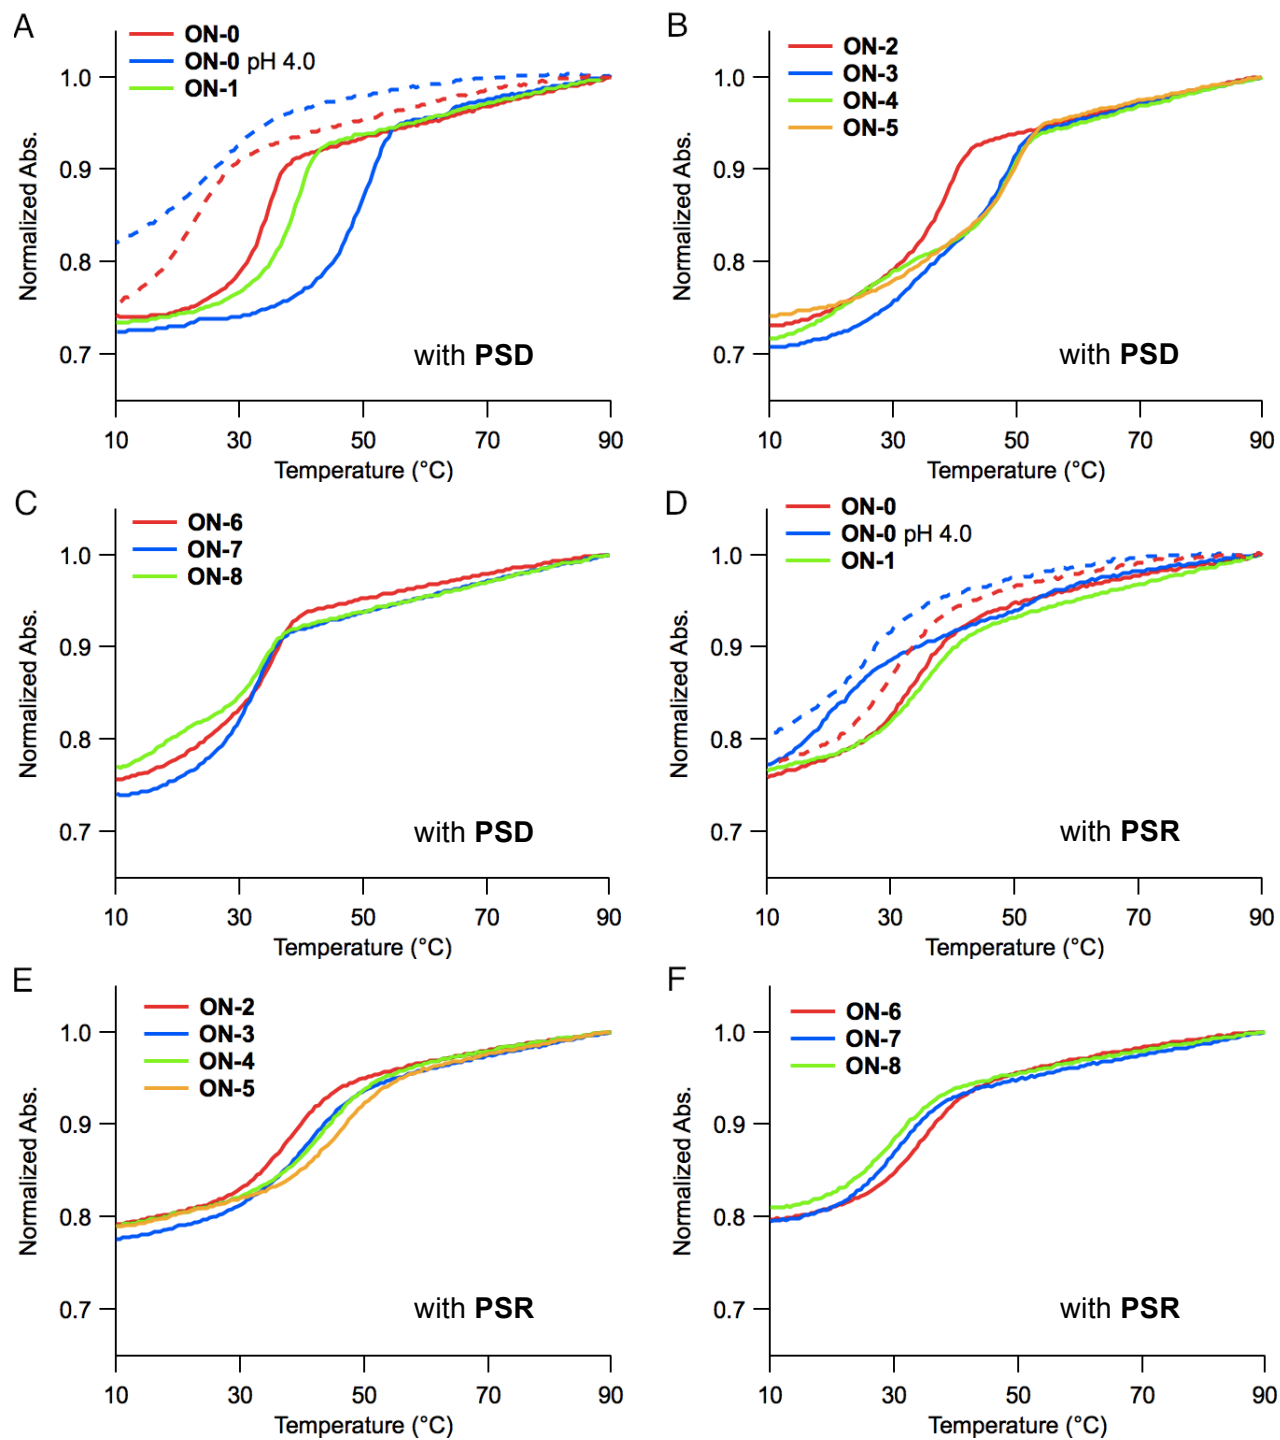 A
ON-0
ON-0 pH 4.0
ON-1
1.0
0.9
0.8
0.7
Normalized Abs.
with PSD
10 30 50 70 90
Temperature (°C)
B
ON-2
ON-3
ON-4
ON-5
1.0
0.9
0.8
0.7
Normalized Abs.
with PSD
10 30 50 70 90
Temperature (°C)
C
ON-6
ON-7
ON-8
1.0
0.9
0.8
0.7
Normalized Abs.
with PSD
10 30 50 70 90
Temperature (°C)
D
ON-0
ON-0 pH 4.0
ON-1
1.0
0.9
0.8
0.7
Normalized Abs.
with PSR
10 30 50 70 90
Temperature (°C)
E
ON-2
ON-3
ON-4
ON-5
1.0
0.9
0.8
0.7
Normalized Abs.
with PSR
10 30 50 70 90
Temperature (°C)
F
ON-6
ON-7
ON-8
1.0
0.9
0.8
0.7
Normalized Abs.
with PSR
10 30 50 70 90
Temperature (°C)